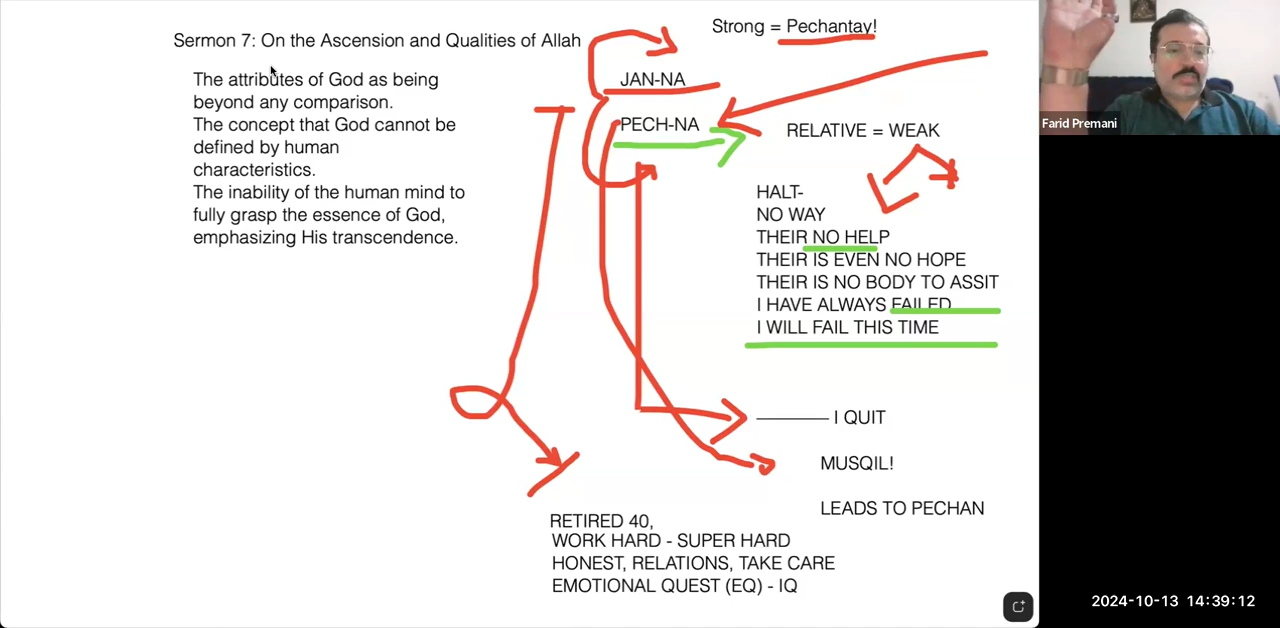 Strong = Pechantay!
Sermon 7: On the Ascension and Qualities of Allah
The attributes of God as being
beyond any comparison.
The concept that God cannot be
defined by human
characteristics.
The inability of the human mind to
fully grasp the essence of God,
emphasizing His transcendence.
JAN-NA
PECH-NA
RELATIVE = WEAK
HALT-
NO WAY
THEIR NO HELP
THEIR IS EVEN NO HOPE
THEIR IS NO BODY TO ASSIT
I HAVE ALWAYS FAILED
I WILL FAIL THIS TIME
———— I QUIT
MUSQIL!
LEADS TO PECHAN
RETIRED 40,
WORK HARD - SUPER HARD
HONEST, RELATIONS, TAKE CARE
EMOTIONAL QUEST (EQ) - IQ
Farid Premani
2024-10-13 14:39:12